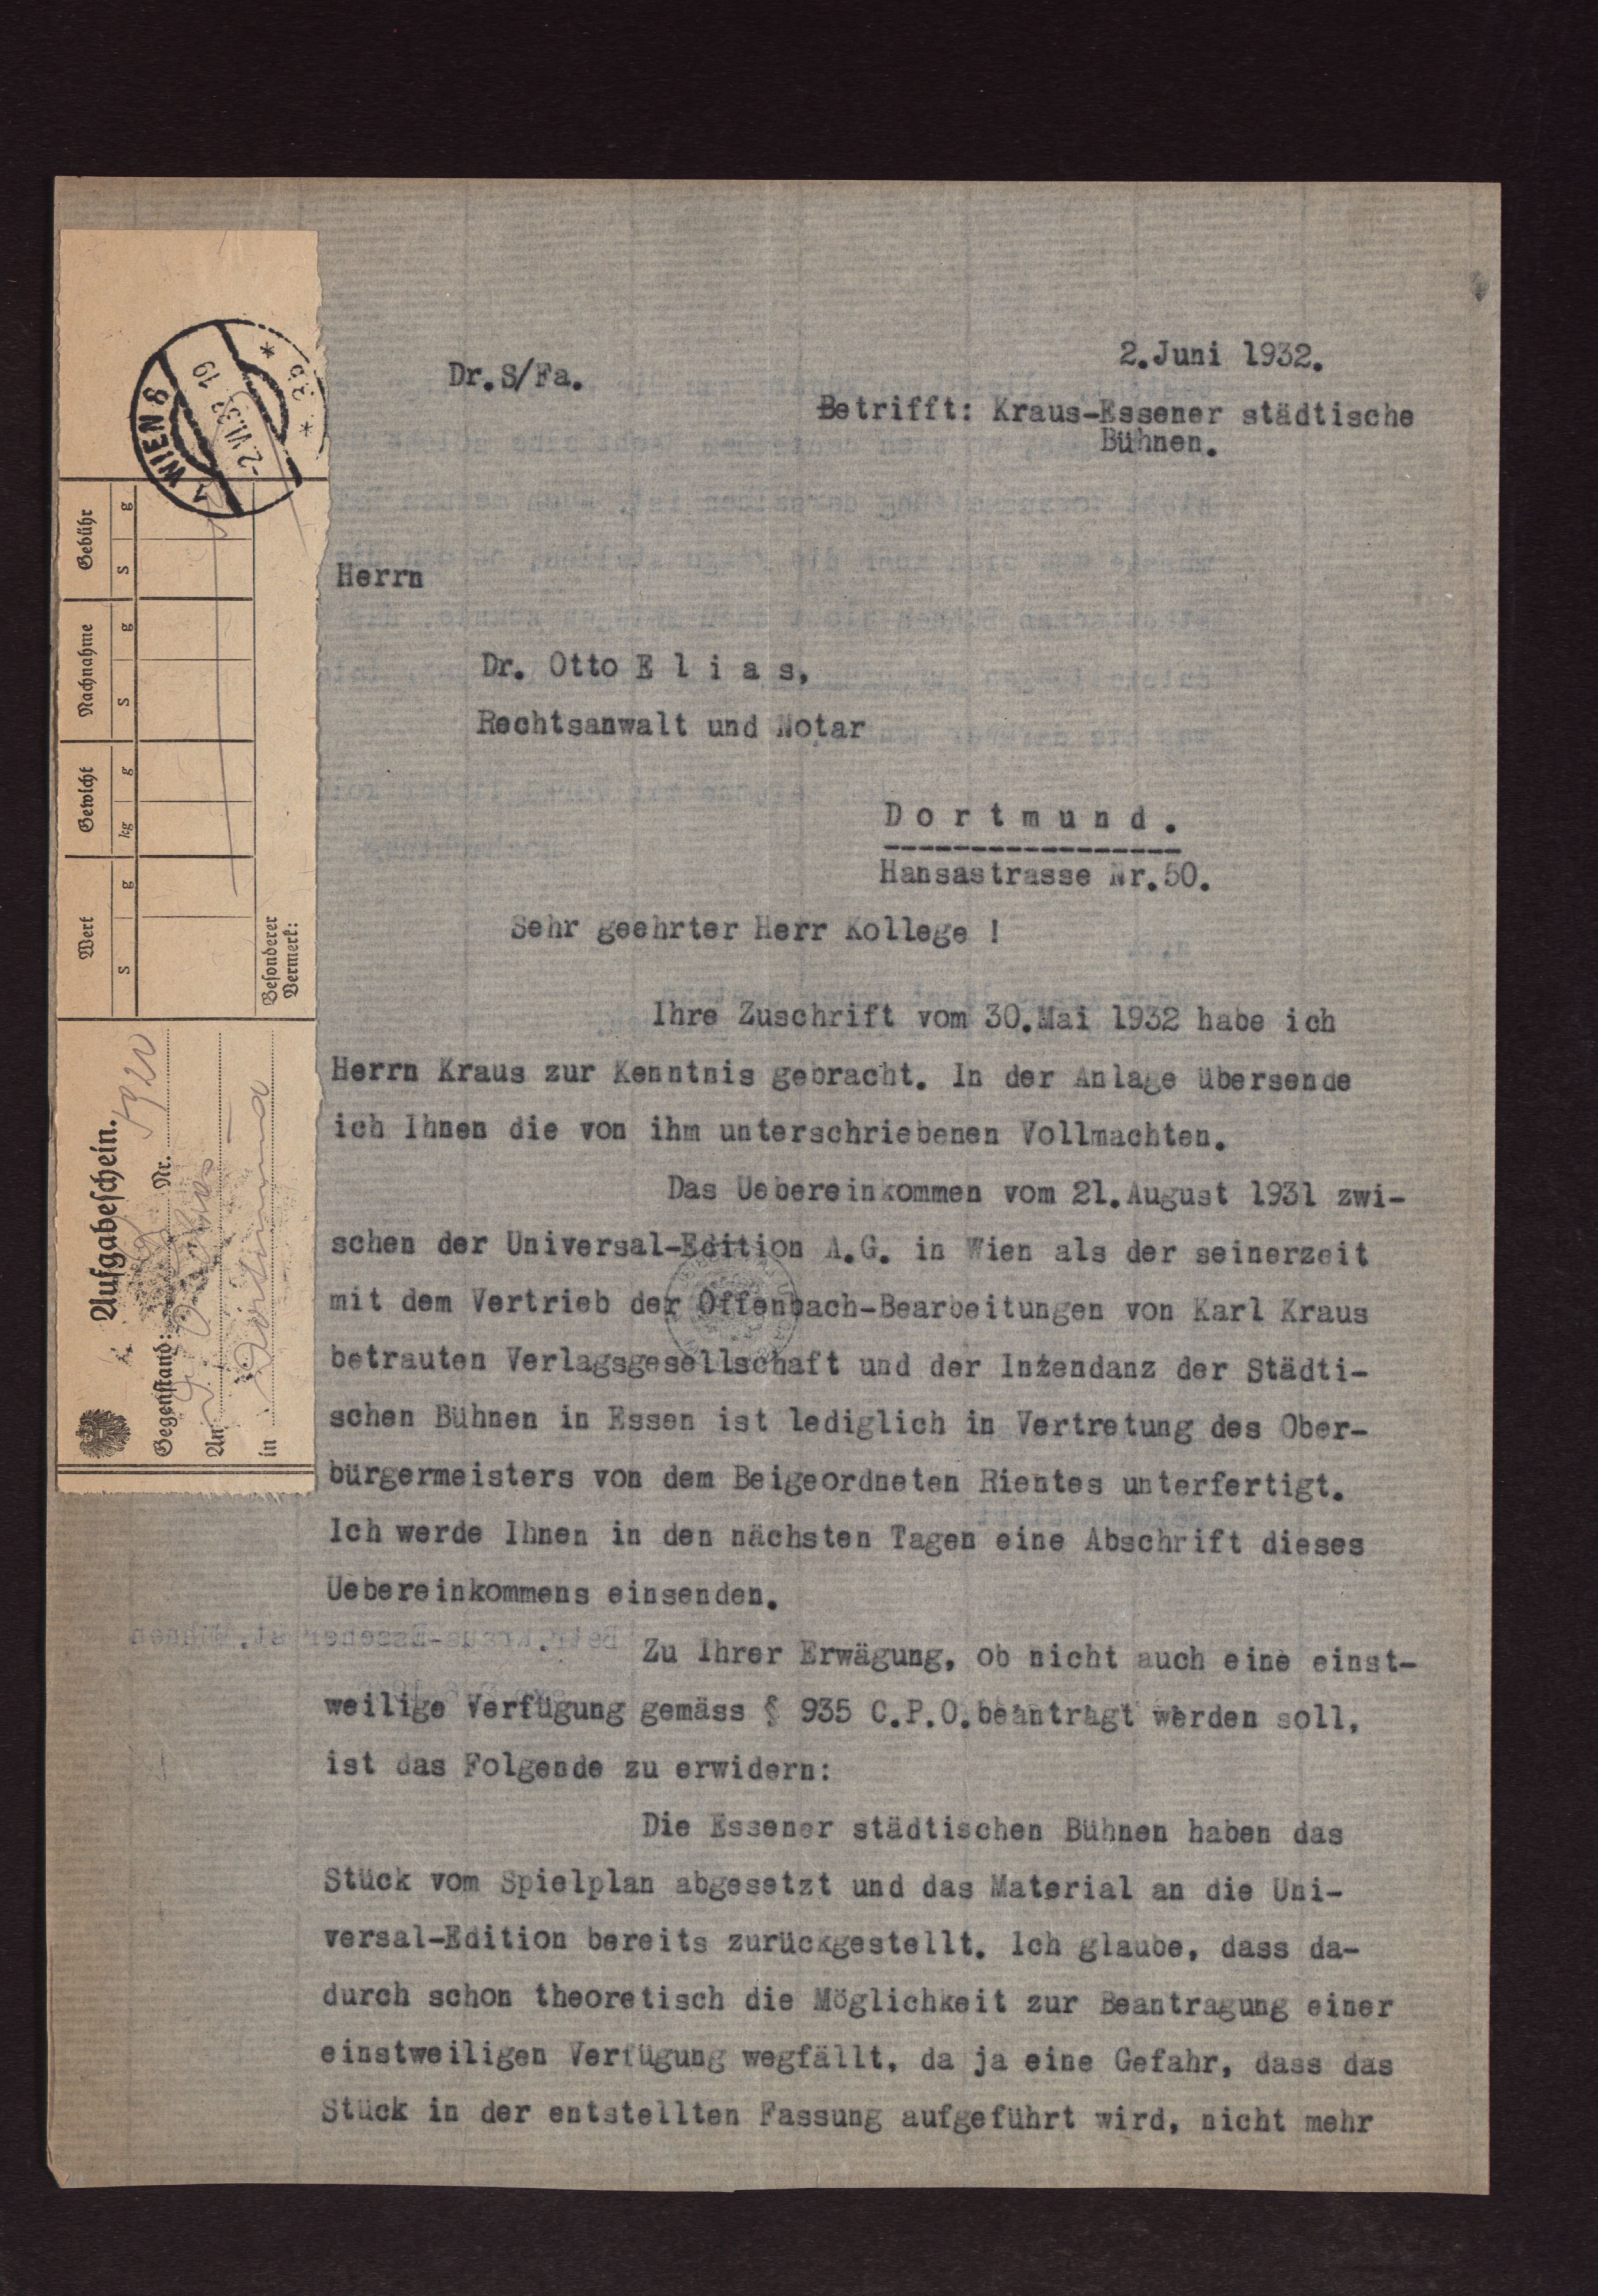 2.Juni 1932.
Dr.S/Fa.
Betrifft: Kraus-Essener städtische
Bühnen.
Herrn
Dr. Otto E l i a s,
Rechtsanwalt und Notar
D o r t m u n d .
Hansastrasse Nr.50.
Sehr geehrter Herr Kollege !
Ihre Zuschrift vom 30.Mai 1932 habe ich
Herrn Kraus zur Kenntnis gebracht. In der Anlage übersende
ich Ihnen die von ihm unterschriebenen Vollmachten.
Das Uebereinkommen vom 21.August 1931 zwi-
schen der Universal-Edition A.G. in Wien als der seinerzeit
mit dem Vertrieb der Offenbach-Bearbeitungen von Karl Kraus
betrauten Verlagsgesellschaft und der Intendanz der Städti-
schen Bühnen in Essen ist lediglich in Vertretung des Ober-
bürgermeisters von dem Beigeordneten Rientes unterfertigt.
Ich werde Ihnen in den nächsten Tagen eine Abschrift dieses
Uebereinkommens einsenden.
Zu Ihrer Erwägung, ob nicht auch eine einst-
weilige Verfügung gemäss § 935 C.P.O.beantragt werden soll,
ist das Folgende zu erwidern:
Die Essener städtischen Bühnen haben das
Stück vom Spielplan abgesetzt und das Material an die Uni-
versal-Edition bereits zurückgestellt. Ich glaube, dass da-
durch schon theoretisch die Möglichkeit zur Beantragung einer
einstweiligen Verfügung wegfällt, da ja eine Gefahr, dass das
Stück in der entstellten Fassung aufgeführt wird, nicht mehr
Aufgabeschein.
Gegenstand: Nr.
An
in Dortmund
Wert
S g
Gewicht
kg g
Nachnahme
S g
Gebühr
S g
Besonderer
Vermerk:
WIEN 8
-2.VI.32 19